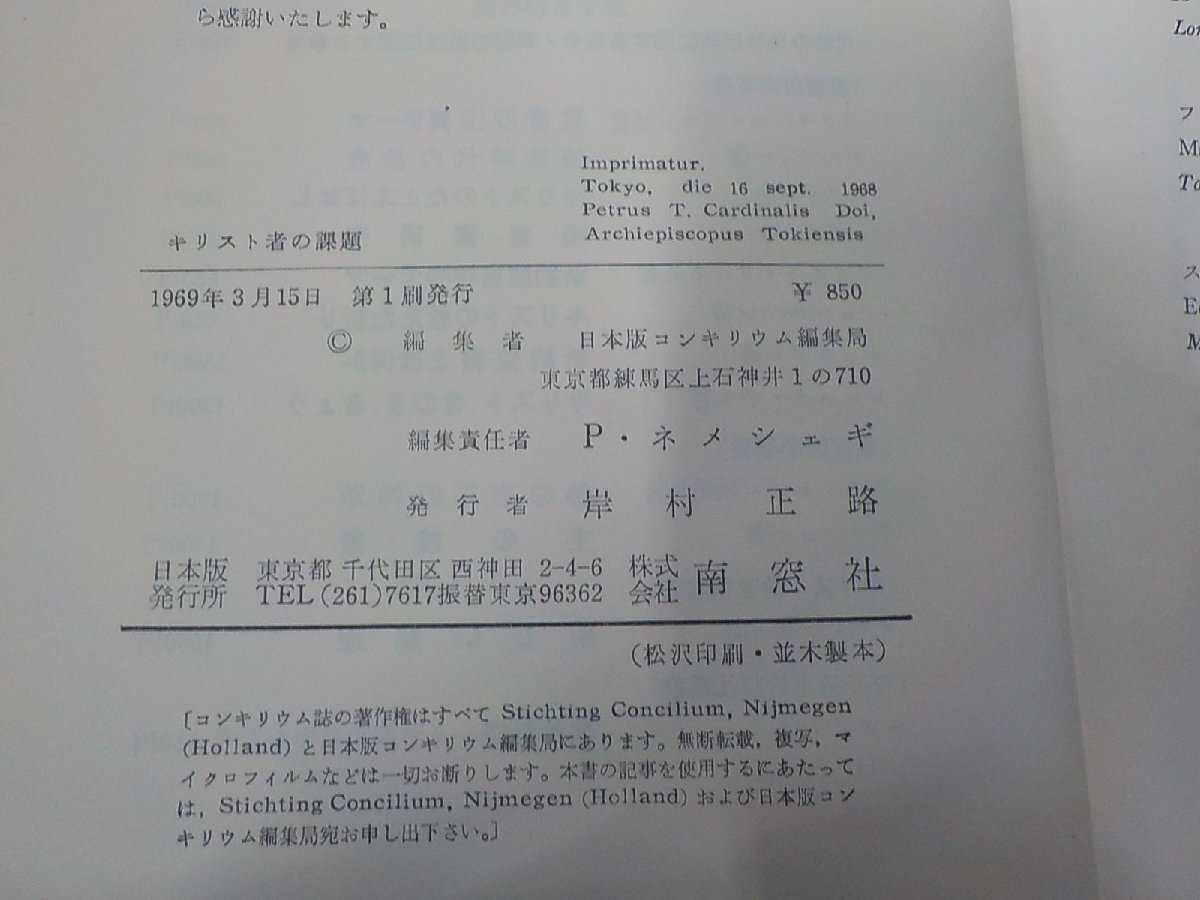 ら感謝いたします。
Imprimatur.
Tokyo, die 16 sept. 1968
Petrus T. Cardinalis Doi,
Archiepiscopus Tokiensis
キリスト者の課題
1969年3月15日 第1刷発行 ¥ 850
© 編集者 日本版コンキリウム編集局
東京都練馬区上石神井1の710
編集責任者 P・ネメシェギ
発行者 岸村正路
日本版 東京都 千代田区 西神田 2-4-6 株式
発行所 TEL(261)7617振替東京96362 会社 南窓社
(松沢印刷・並木製本)
[コンキリウム誌の著作権はすべて Stichting Concilium, Nijmegen
(Holland) と日本版コンキリウム編集局にあります。無断転載, 複写, マ
イクロフィルムなどは一切お断りします。本書の記事を使用するにあたって
は, Stichting Concilium, Nijmegen (Holland) および日本版コン
キリウム編集局宛お申し出下さい。]